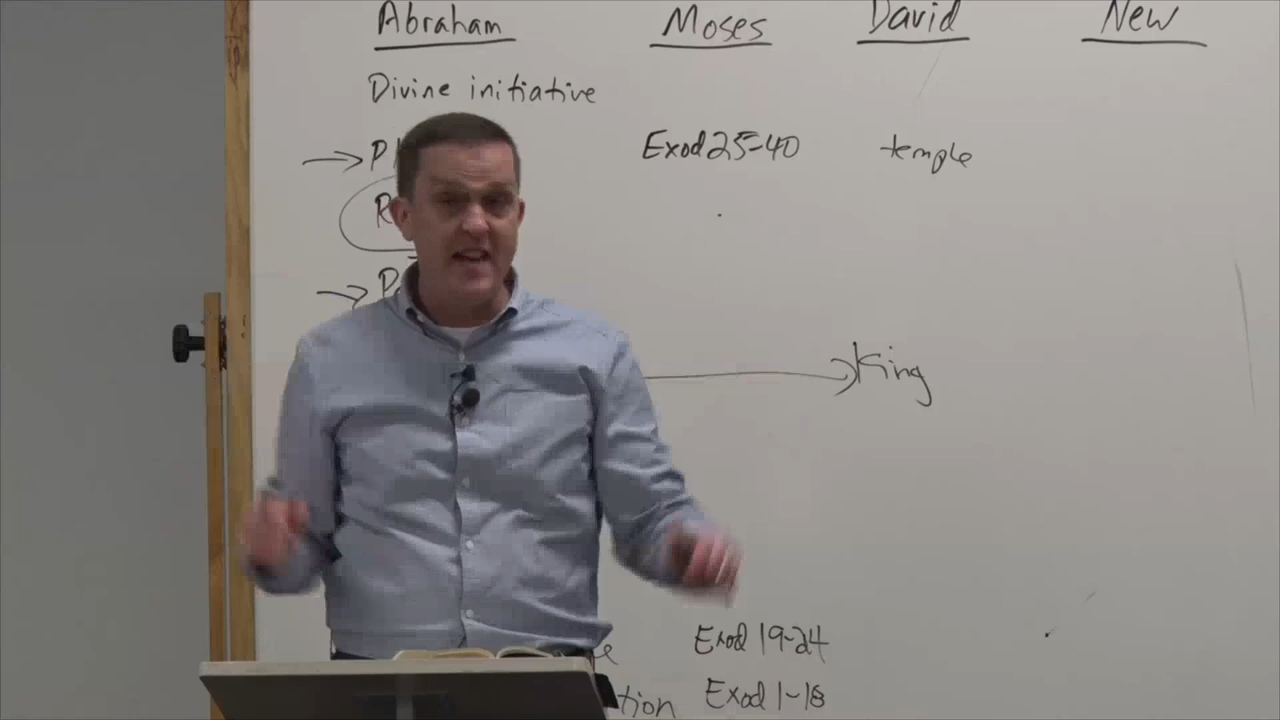 Abraham Moses David New
Divine initiative
Exod 25-40 temple
King
Exod 19-24
Exod 1-18